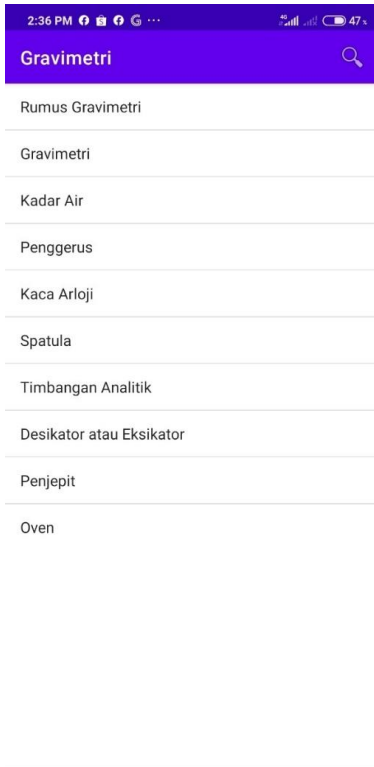 2:36 PM
47%
Gravimetri
Rumus Gravimetri
Gravimetri
Kadar Air
Penggerus
Kaca Arloji
Spatula
Timbangan Analitik
Desikator atau Eksikator
Penjepit
Oven